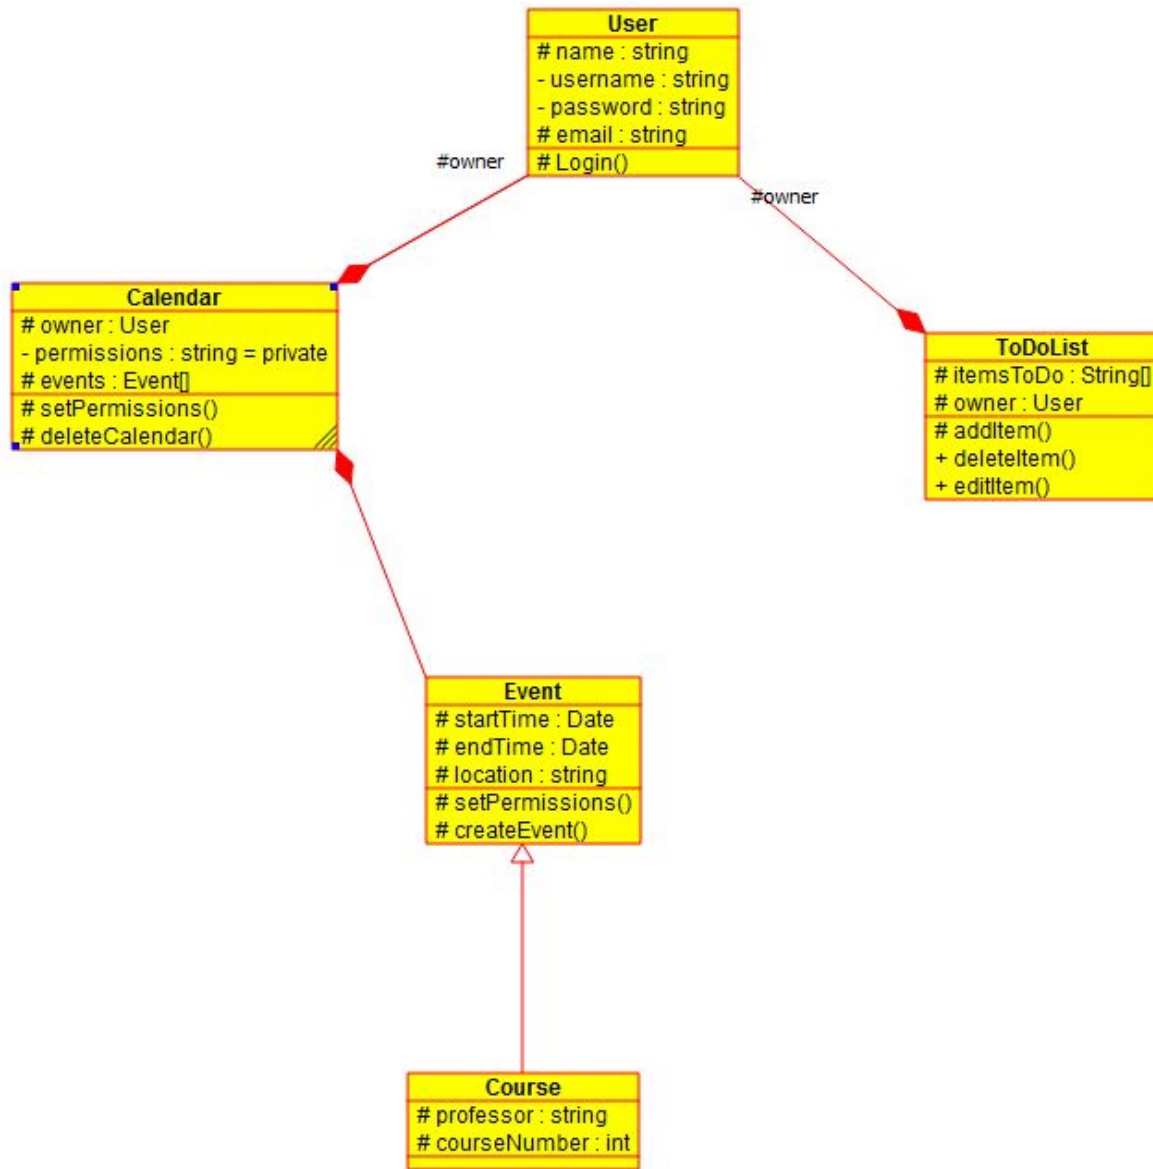 User
# name : string
- username : string
- password : string
# email : string
# Login()
#owner
#owner
Calendar
# owner : User
- permissions : string = private
# events : Event[]
# setPermissions()
# deleteCalendar()
ToDoList
# itemsToDo : String[]
# owner : User
# addItem()
+ deleteItem()
+ editItem()
Event
# startTime : Date
# endTime : Date
# location : string
# setPermissions()
# createEvent()
Course
# professor : string
# courseNumber : int